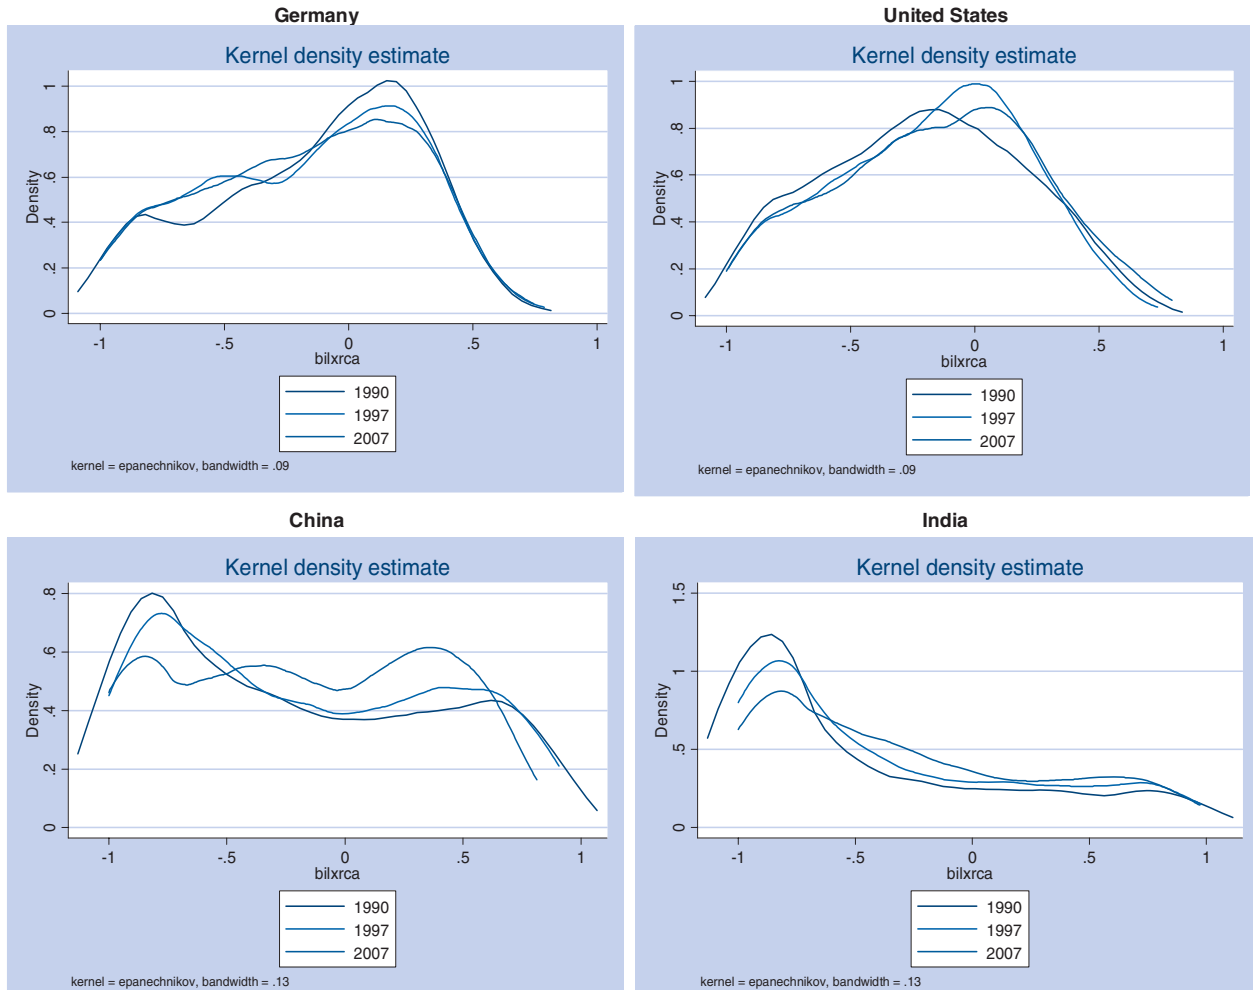 Germany
Kernel density estimate
Density
0 .2 .4 .6 .8 1
-1 -.5 0 .5 1
bilxrca
1990
1997
2007
kernel = epanechnikov, bandwidth = .09
United States
Kernel density estimate
Density
0 .2 .4 .6 .8 1
-1 -.5 0 .5 1
bilxrca
1990
1997
2007
kernel = epanechnikov, bandwidth = .09
China
Kernel density estimate
Density
0 .2 .4 .6 .8
-1 -.5 0 .5 1
bilxrca
1990
1997
2007
kernel = epanechnikov, bandwidth = .13
India
Kernel density estimate
Density
0 .5 1 1.5
-1 -.5 0 .5 1
bilxrca
1990
1997
2007
kernel = epanechnikov, bandwidth = .13